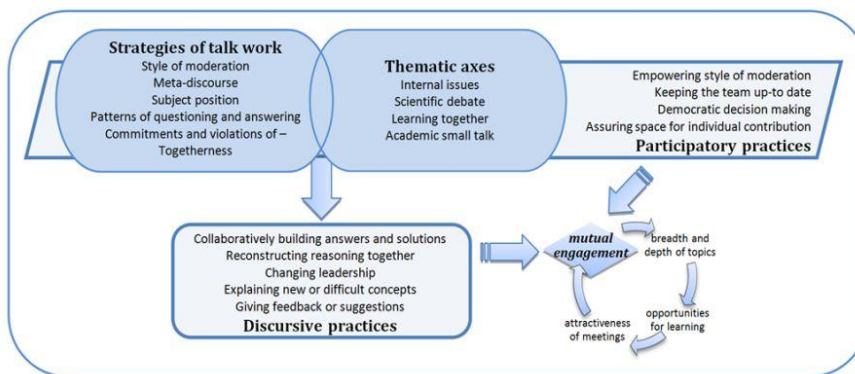 Strategies of talk work
Style of moderation
Meta-discourse
Subject position
Patterns of questioning and answering
Commitments and violations of –
Togetherness
Thematic axes
Internal issues
Scientific debate
Learning together
Academic small talk
Empowering style of moderation
Keeping the team up-to date
Democratic decision making
Assuring space for individual contribution
Participatory practices
Collaboratively building answers and solutions
Reconstructing reasoning together
Changing leadership
Explaining new or difficult concepts
Giving feedback or suggestions
Discursive practices
mutual
engagement
breadth and
depth of topics
opportunities
for learning
attractiveness
of meetings